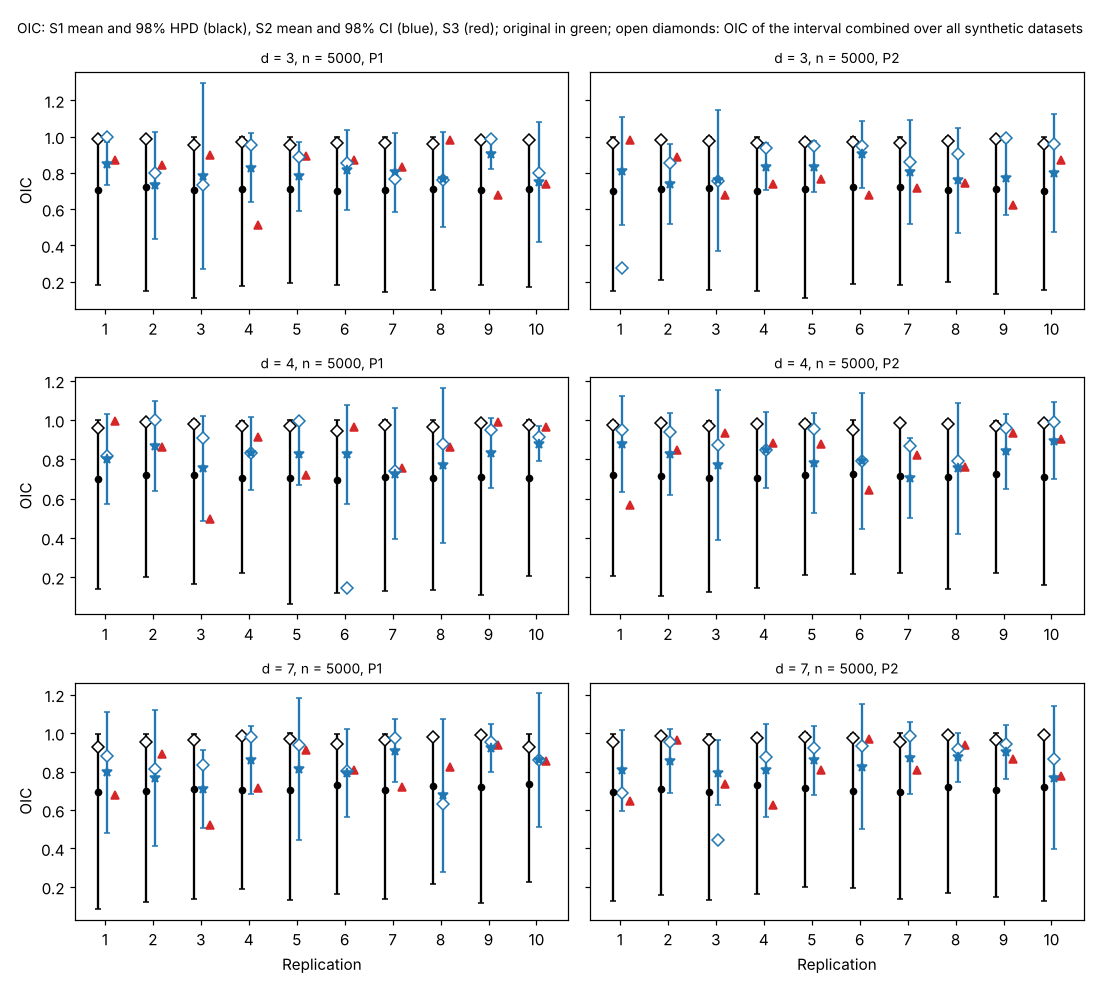 OIC: S1 mean and 98% HPD (black), S2 mean and 98% CI (blue), S3 (red); original in green; open diamonds: OIC of the interval combined over all synthetic datasets
d = 3, n = 5000, P1
d = 3, n = 5000, P2
OIC
1.2
1.0
0.8
0.6
0.4
0.2
1 2 3 4 5 6 7 8 9 10
1 2 3 4 5 6 7 8 9 10
d = 4, n = 5000, P1
d = 4, n = 5000, P2
OIC
1.2
1.0
0.8
0.6
0.4
0.2
1 2 3 4 5 6 7 8 9 10
1 2 3 4 5 6 7 8 9 10
d = 7, n = 5000, P1
d = 7, n = 5000, P2
OIC
1.2
1.0
0.8
0.6
0.4
0.2
1 2 3 4 5 6 7 8 9 10
1 2 3 4 5 6 7 8 9 10
Replication
Replication